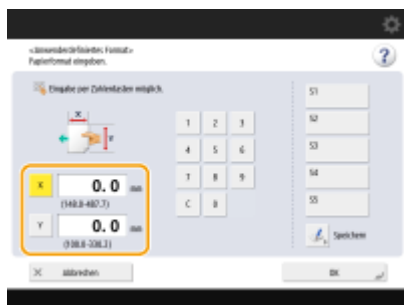 <Anwenderdefiniertes Format>
Papierformat eingeben.
?
Eingabe per Zahlentasten möglich.
X
Y
1 2 3
4 5 6
7 8 9
C 0
X 0. 0 mm
(148.0-487.7)
Y 0. 0 mm
(100.0-330.2)
S1
S2
S3
S4
S5
Speichern
Abbrechen
OK